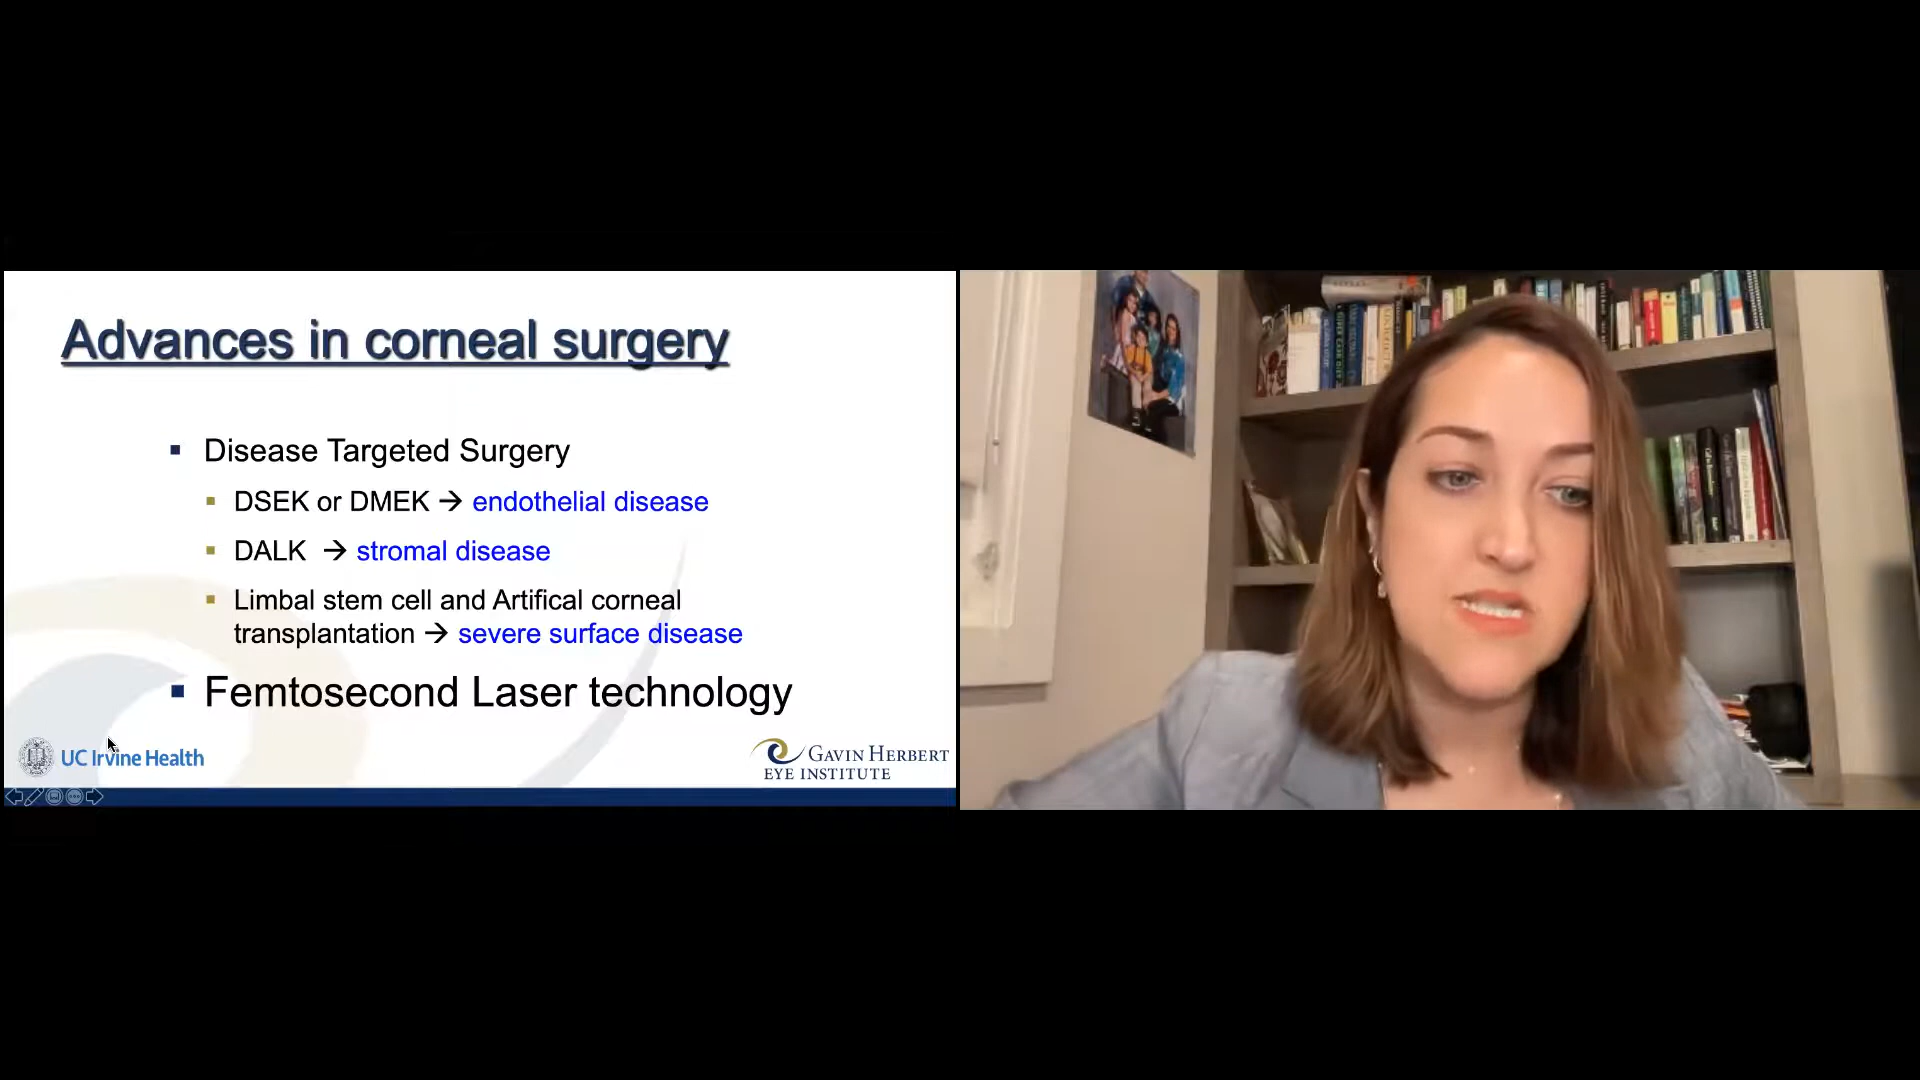 Advances in corneal surgery
Disease Targeted Surgery
DSEK or DMEK → endothelial disease
DALK → stromal disease
Limbal stem cell and Artifical corneal
transplantation → severe surface disease
Femtosecond Laser technology
UC Irvine Health
GAVIN HERBERT
EYE INSTITUTE